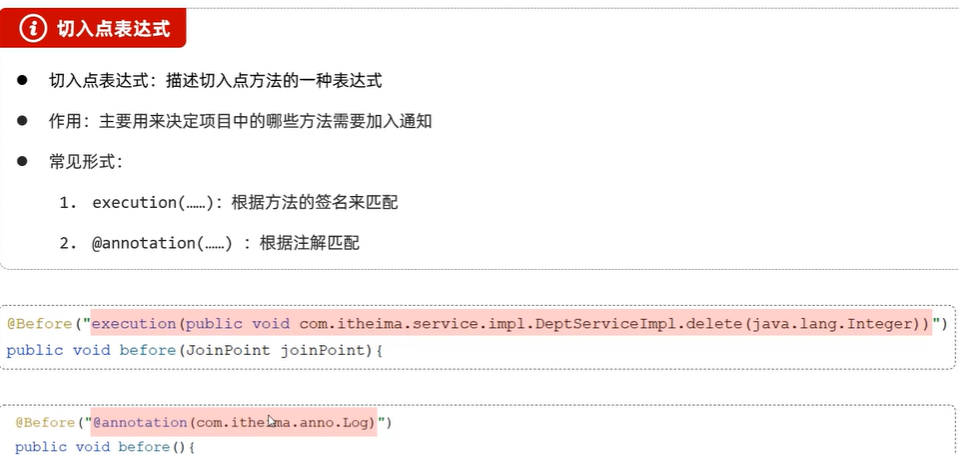 切入点表达式
切入点表达式：描述切入点方法的一种表达式
作用：主要用来决定项目中的哪些方法需要加入通知
常见形式：
1. execution(……)：根据方法的签名来匹配
2. @annotation(……) ：根据注解匹配
@Before("execution(public void com.itheima.service.impl.DeptServiceImpl.delete(java.lang.Integer))")
public void before(JoinPoint joinPoint){
@Before("@annotation(com.itheima.anno.Log)")
public void before(){